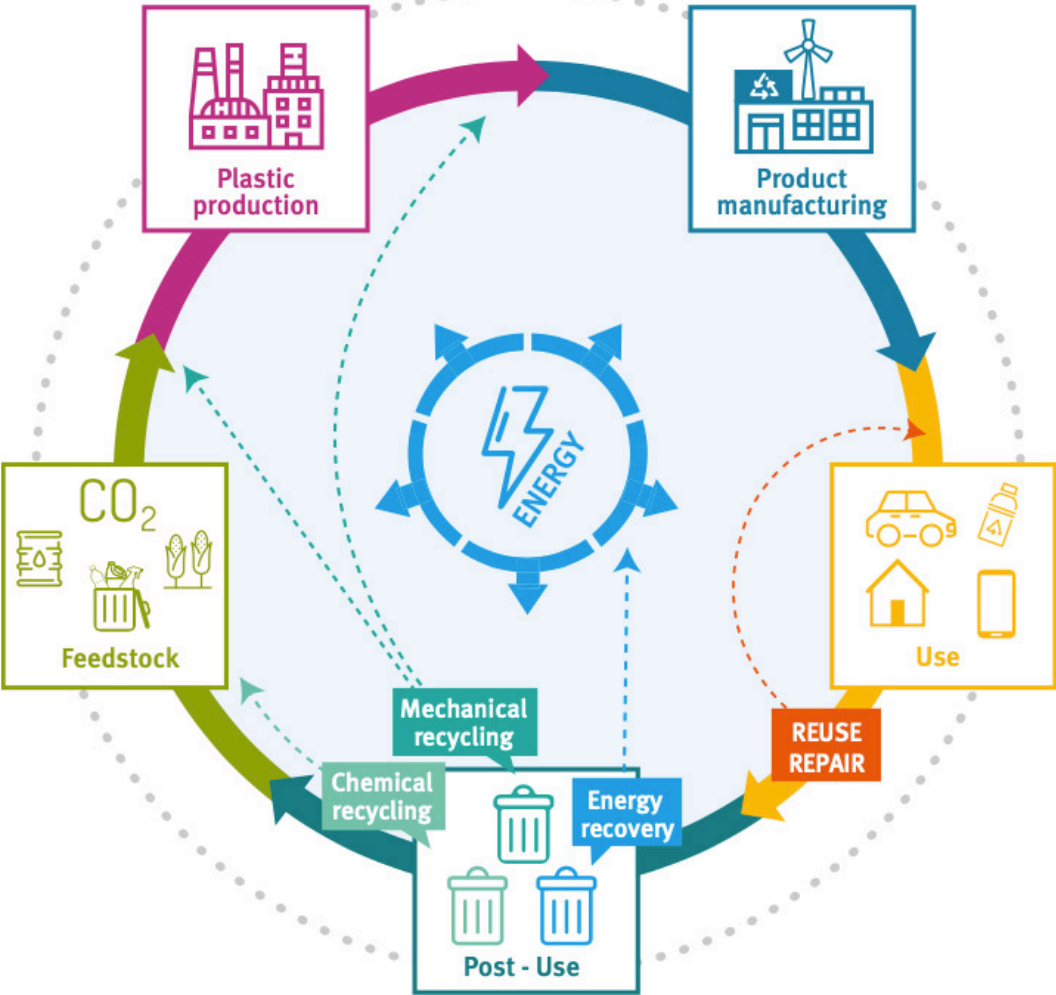 Plastic
production
Product
manufacturing
ENERGY
CO₂
Feedstock
Use
Mechanical
recycling
REUSE
REPAIR
Chemical
recycling
Energy
recovery
Post - Use